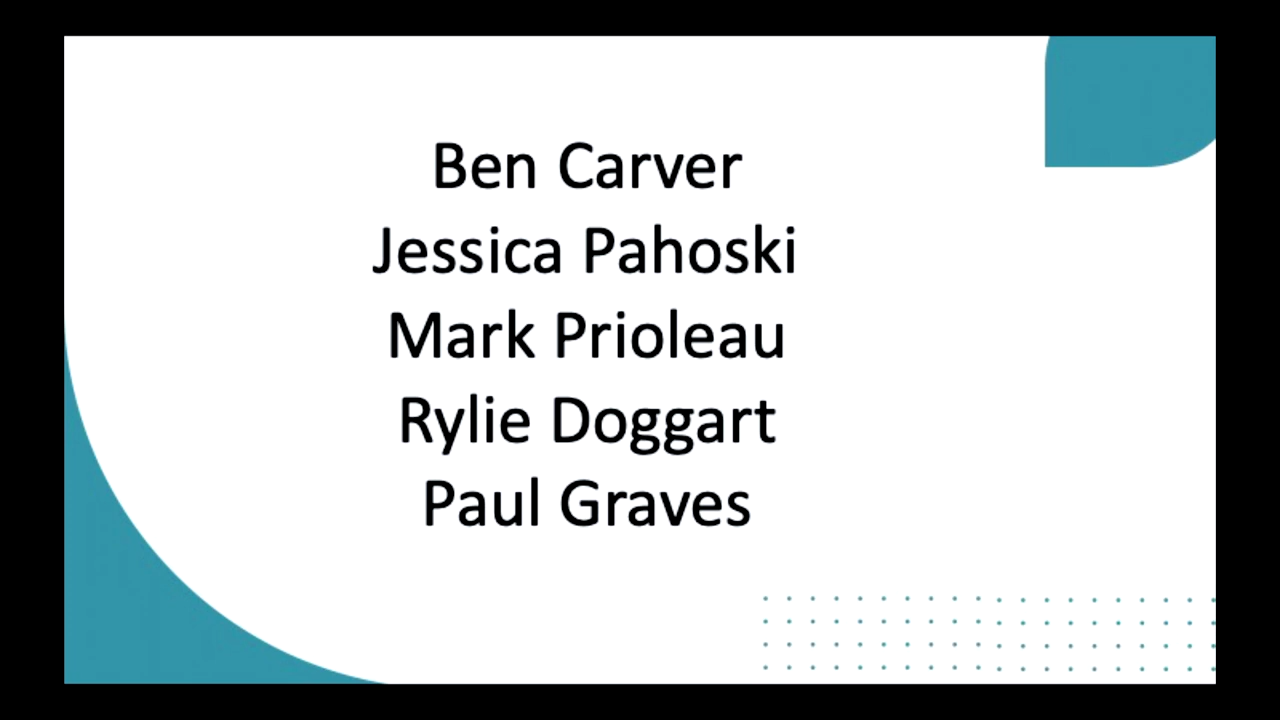 Ben Carver
Jessica Pahoski
Mark Prioleau
Rylie Doggart
Paul Graves